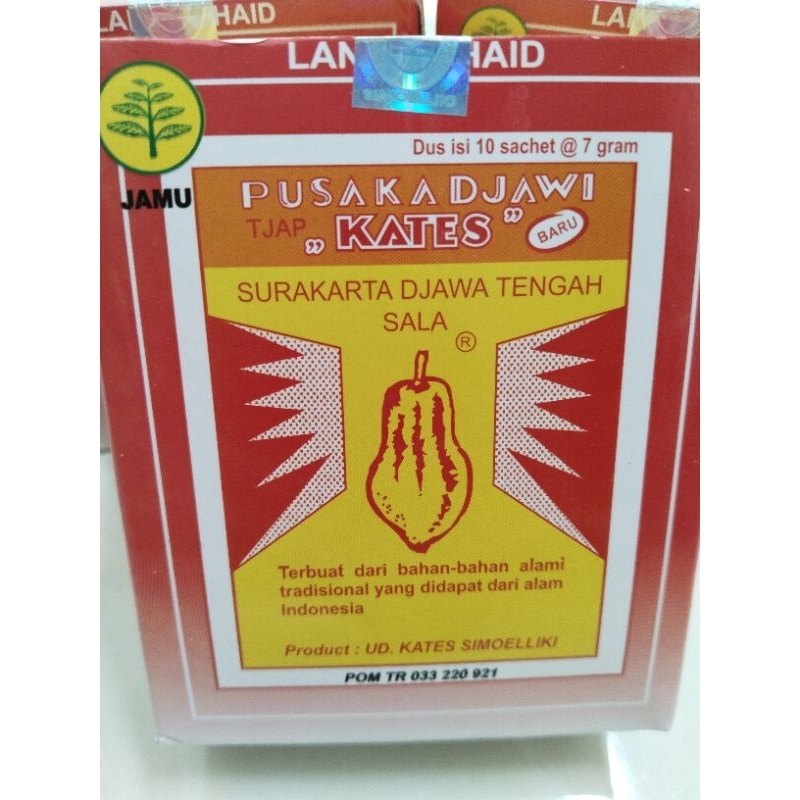 HAID
LAN HAID
Dus isi 10 sachet @ 7 gram
JAMU
PUSAKA DJAWI
TJAP „KATES” BARU
SURAKARTA DJAWA TENGAH
SALA ®
Terbuat dari bahan-bahan alami
tradisional yang didapat dari alam
Indonesia
Product : UD. KATES SIMOELLIKI
POM TR 033 220 921